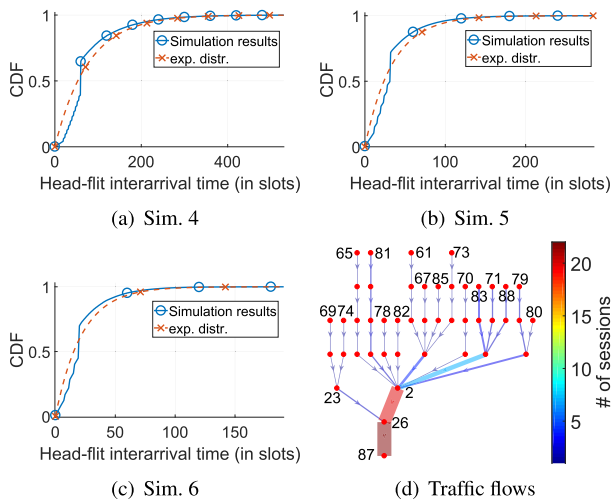 1
0.5
0
CDF
Simulation results
exp. distr.
0 200 400
Head-flit interarrival time (in slots)
(a) Sim. 4
1
0.5
0
CDF
Simulation results
exp. distr.
0 100 200
Head-flit interarrival time (in slots)
(b) Sim. 5
1
0.5
0
CDF
Simulation results
exp. distr.
0 50 100 150
Head-flit interarrival time (in slots)
(c) Sim. 6
65 81 61 73
67 85 70 71 79
83 88
69 74 78 82 80
23 2
26
87
20
15
10
5
# of sessions
(d) Traffic flows